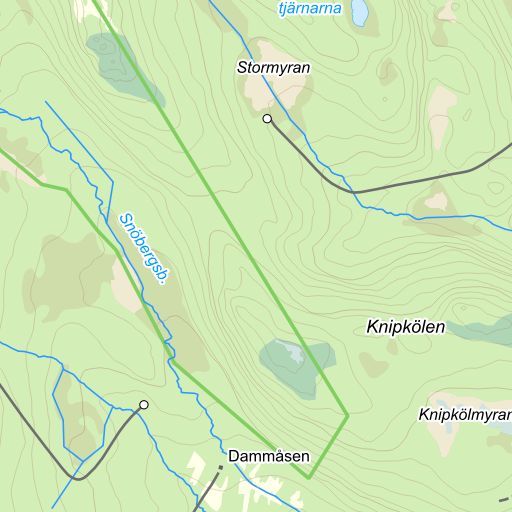 tjärnarna
Stormyran
Snöbergsb.
Knipkölen
Knipkölmyran
Dammåsen